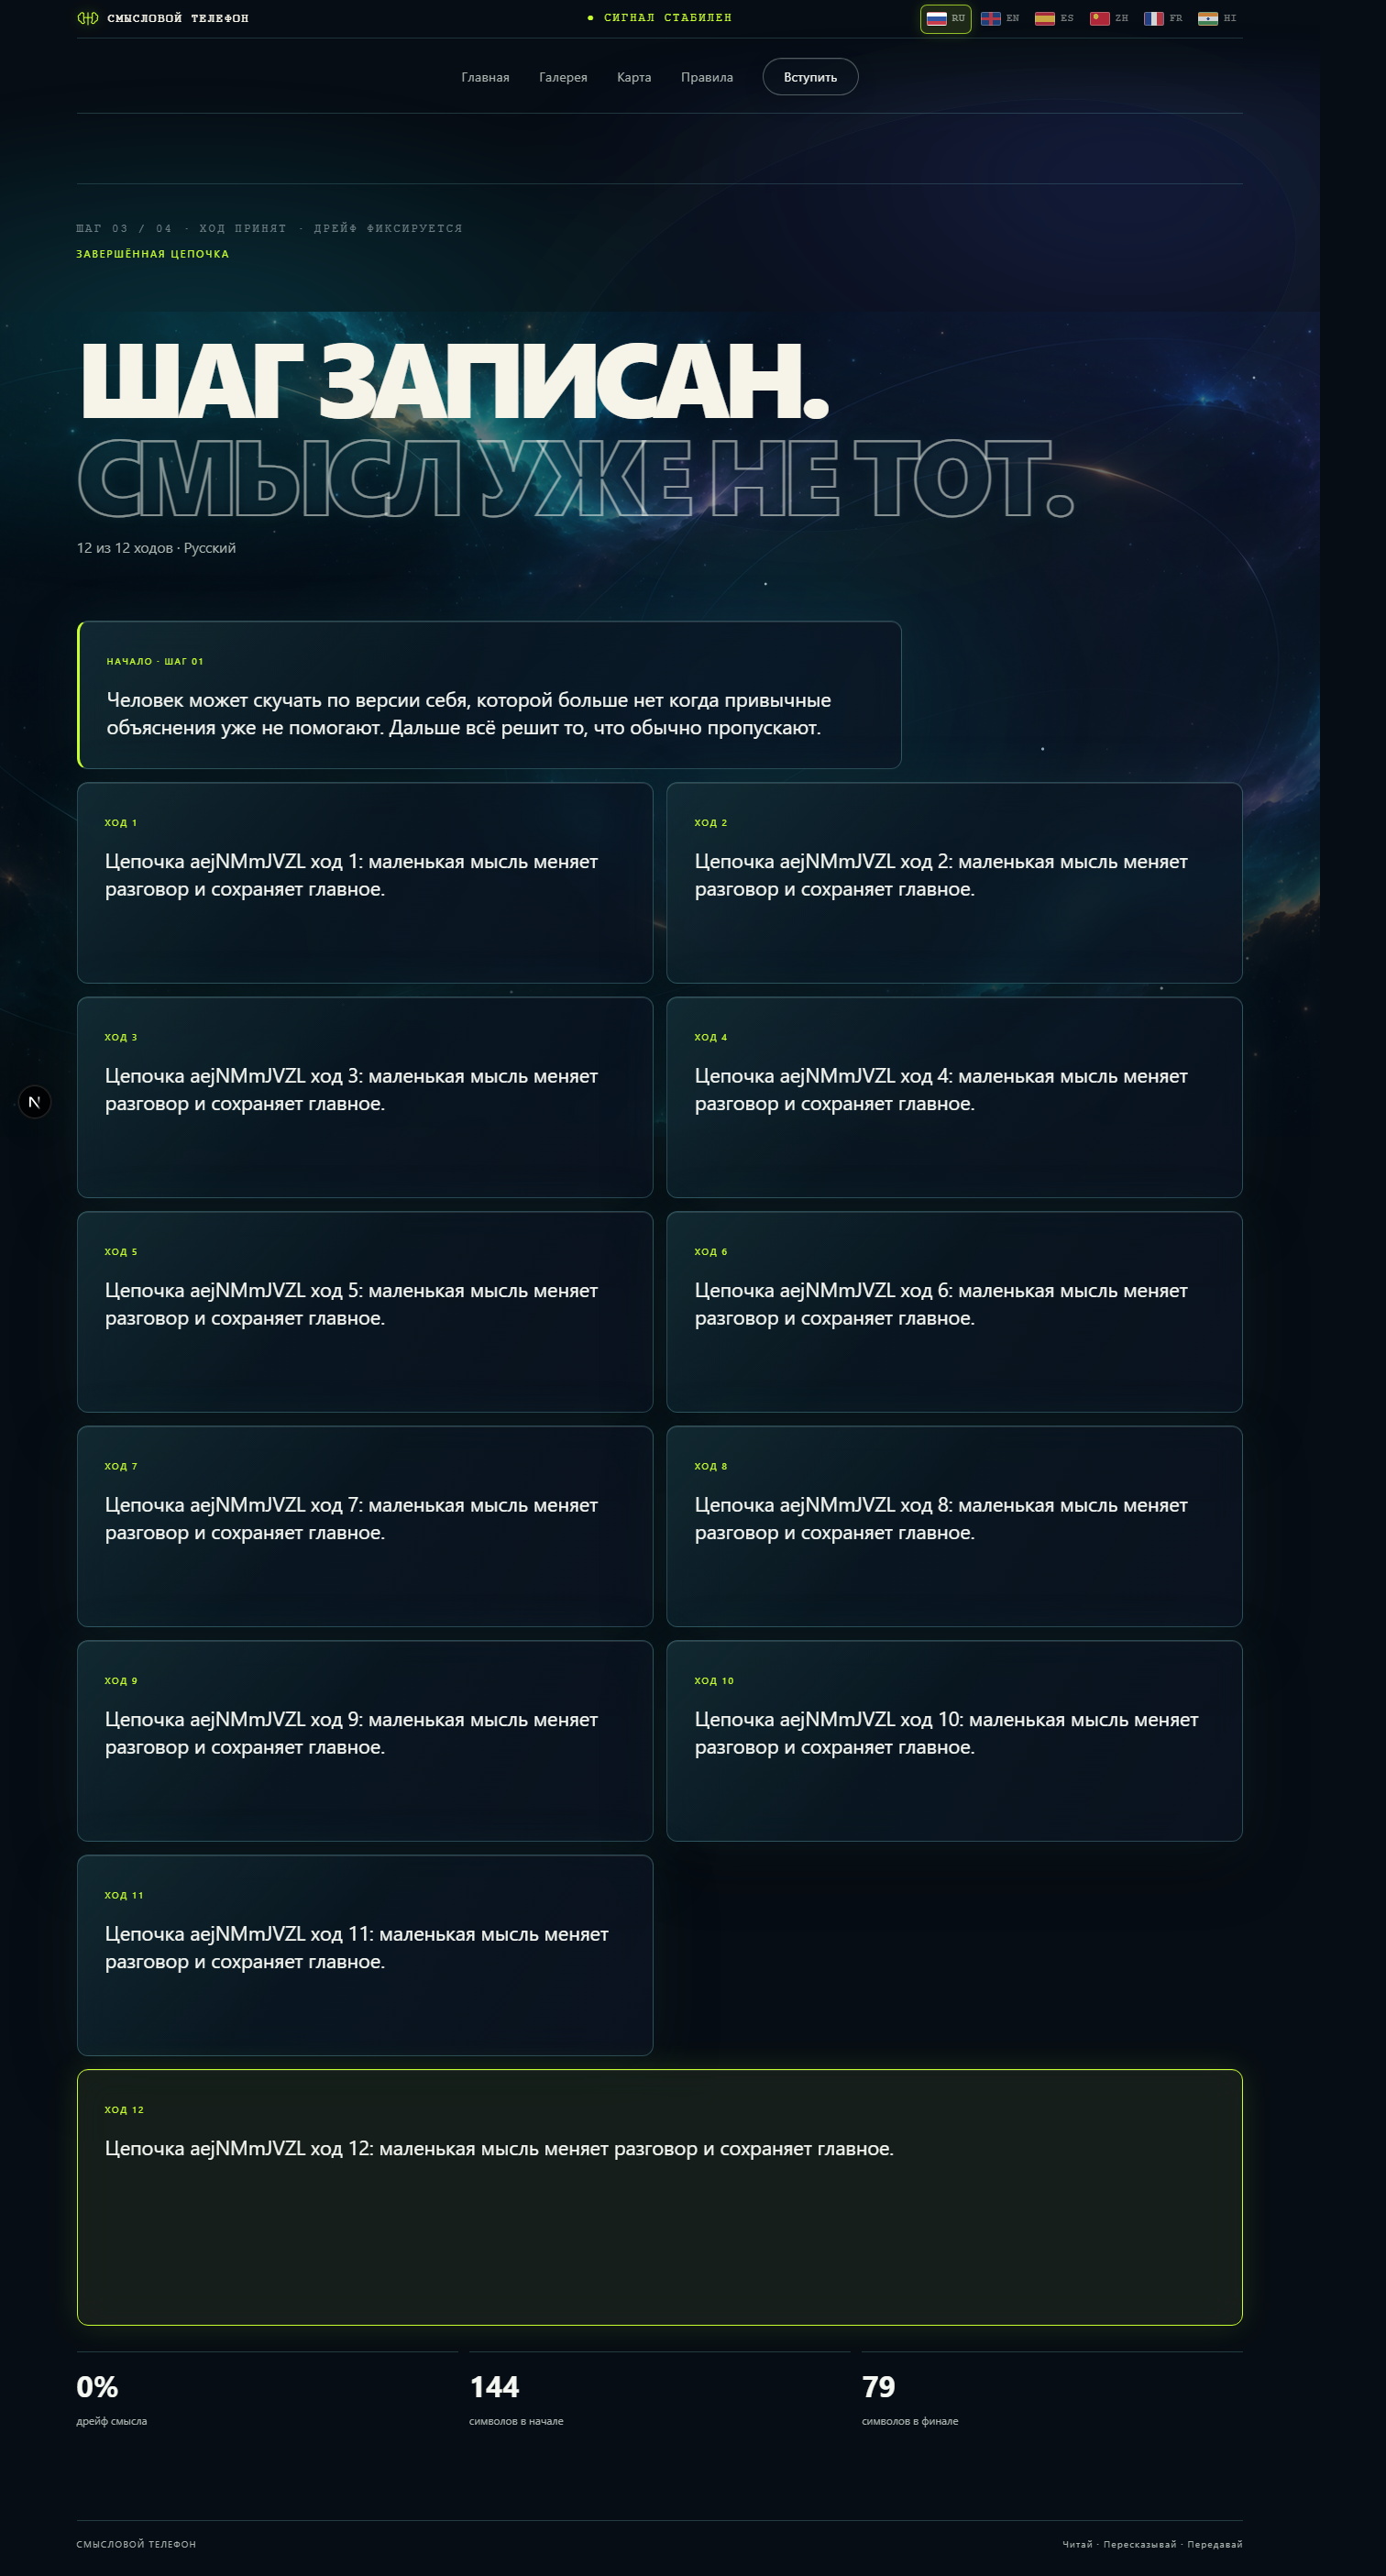 СМЫСЛОВОЙ ТЕЛЕФОН
СИГНАЛ СТАБИЛЕН
RU EN ES ZH FR HI
Главная Галерея Карта Правила Вступить
ШАГ 03 / 04 · ХОД ПРИНЯТ · ДРЕЙФ ФИКСИРУЕТСЯ
ЗАВЕРШЁННАЯ ЦЕПОЧКА
ШАГ ЗАПИСАН.
СМЫСЛ УЖЕ НЕ ТОТ.
12 из 12 ходов · Русский
НАЧАЛО · ШАГ 01
Человек может скучать по версии себя, которой больше нет когда привычные
объяснения уже не помогают. Дальше всё решит то, что обычно пропускают.
ХОД 1
Цепочка aejNMmJVZL ход 1: маленькая мысль меняет
разговор и сохраняет главное.
ХОД 2
Цепочка aejNMmJVZL ход 2: маленькая мысль меняет
разговор и сохраняет главное.
ХОД 3
Цепочка aejNMmJVZL ход 3: маленькая мысль меняет
разговор и сохраняет главное.
ХОД 4
Цепочка aejNMmJVZL ход 4: маленькая мысль меняет
разговор и сохраняет главное.
ХОД 5
Цепочка aejNMmJVZL ход 5: маленькая мысль меняет
разговор и сохраняет главное.
ХОД 6
Цепочка aejNMmJVZL ход 6: маленькая мысль меняет
разговор и сохраняет главное.
ХОД 7
Цепочка aejNMmJVZL ход 7: маленькая мысль меняет
разговор и сохраняет главное.
ХОД 8
Цепочка aejNMmJVZL ход 8: маленькая мысль меняет
разговор и сохраняет главное.
ХОД 9
Цепочка aejNMmJVZL ход 9: маленькая мысль меняет
разговор и сохраняет главное.
ХОД 10
Цепочка aejNMmJVZL ход 10: маленькая мысль меняет
разговор и сохраняет главное.
ХОД 11
Цепочка aejNMmJVZL ход 11: маленькая мысль меняет
разговор и сохраняет главное.
ХОД 12
Цепочка aejNMmJVZL ход 12: маленькая мысль меняет разговор и сохраняет главное.
0%
дрейф смысла
144
символов в начале
79
символов в финале
СМЫСЛОВОЙ ТЕЛЕФОН
Читай · Пересказывай · Передавай